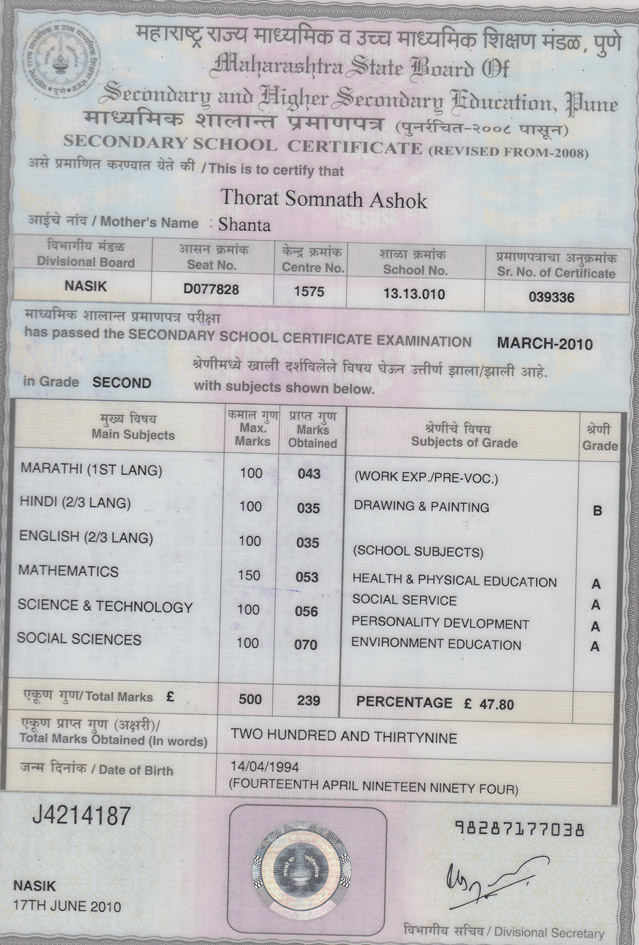 महाराष्ट्र राज्य माध्यमिक व उच्च माध्यमिक शिक्षण मंडळ, पुणे
Maharashtra State Board Of
Secondary and Higher Secondary Education, Pune
माध्यमिक शालान्त प्रमाणपत्र (पुनर्रचित-२००८ पासून)
SECONDARY SCHOOL CERTIFICATE (REVISED FROM-2008)
असे प्रमाणित करण्यात येते की / This is to certify that
Thorat Somnath Ashok
आईचे नांव / Mother's Name : Shanta
विभागीय मंडळ आसन क्रमांक केन्द्र क्रमांक शाळा क्रमांक प्रमाणपत्राचा अनुक्रमांक
Divisional Board Seat No. Centre No. School No. Sr. No. of Certificate
NASIK D077828 1575 13.13.010 039336
माध्यमिक शालान्त प्रमाणपत्र परीक्षा
has passed the SECONDARY SCHOOL CERTIFICATE EXAMINATION MARCH-2010
श्रेणीमध्ये खाली दर्शविलेले विषय घेऊन उत्तीर्ण झाला/झाली आहे.
in Grade SECOND with subjects shown below.
मुख्य विषय कमाल गुण प्राप्त गुण श्रेणीचे विषय श्रेणी
Main Subjects Max. Marks Marks Obtained Subjects of Grade Grade
MARATHI (1ST LANG) 100 043 (WORK EXP./PRE-VOC.)
HINDI (2/3 LANG) 100 035 DRAWING & PAINTING B
ENGLISH (2/3 LANG) 100 035 (SCHOOL SUBJECTS)
MATHEMATICS 150 053 HEALTH & PHYSICAL EDUCATION A
SCIENCE & TECHNOLOGY 100 056 SOCIAL SERVICE A
PERSONALITY DEVLOPMENT A
SOCIAL SCIENCES 100 070 ENVIRONMENT EDUCATION A
एकूण गुण/Total Marks £ 500 239 PERCENTAGE £ 47.80
एकूण प्राप्त गुण (अक्षरी)/
Total Marks Obtained (In words) TWO HUNDRED AND THIRTYNINE
जन्म दिनांक / Date of Birth 14/04/1994
(FOURTEENTH APRIL NINETEEN NINETY FOUR)
J4214187
98287177038
NASIK
17TH JUNE 2010
विभागीय सचिव / Divisional Secretary